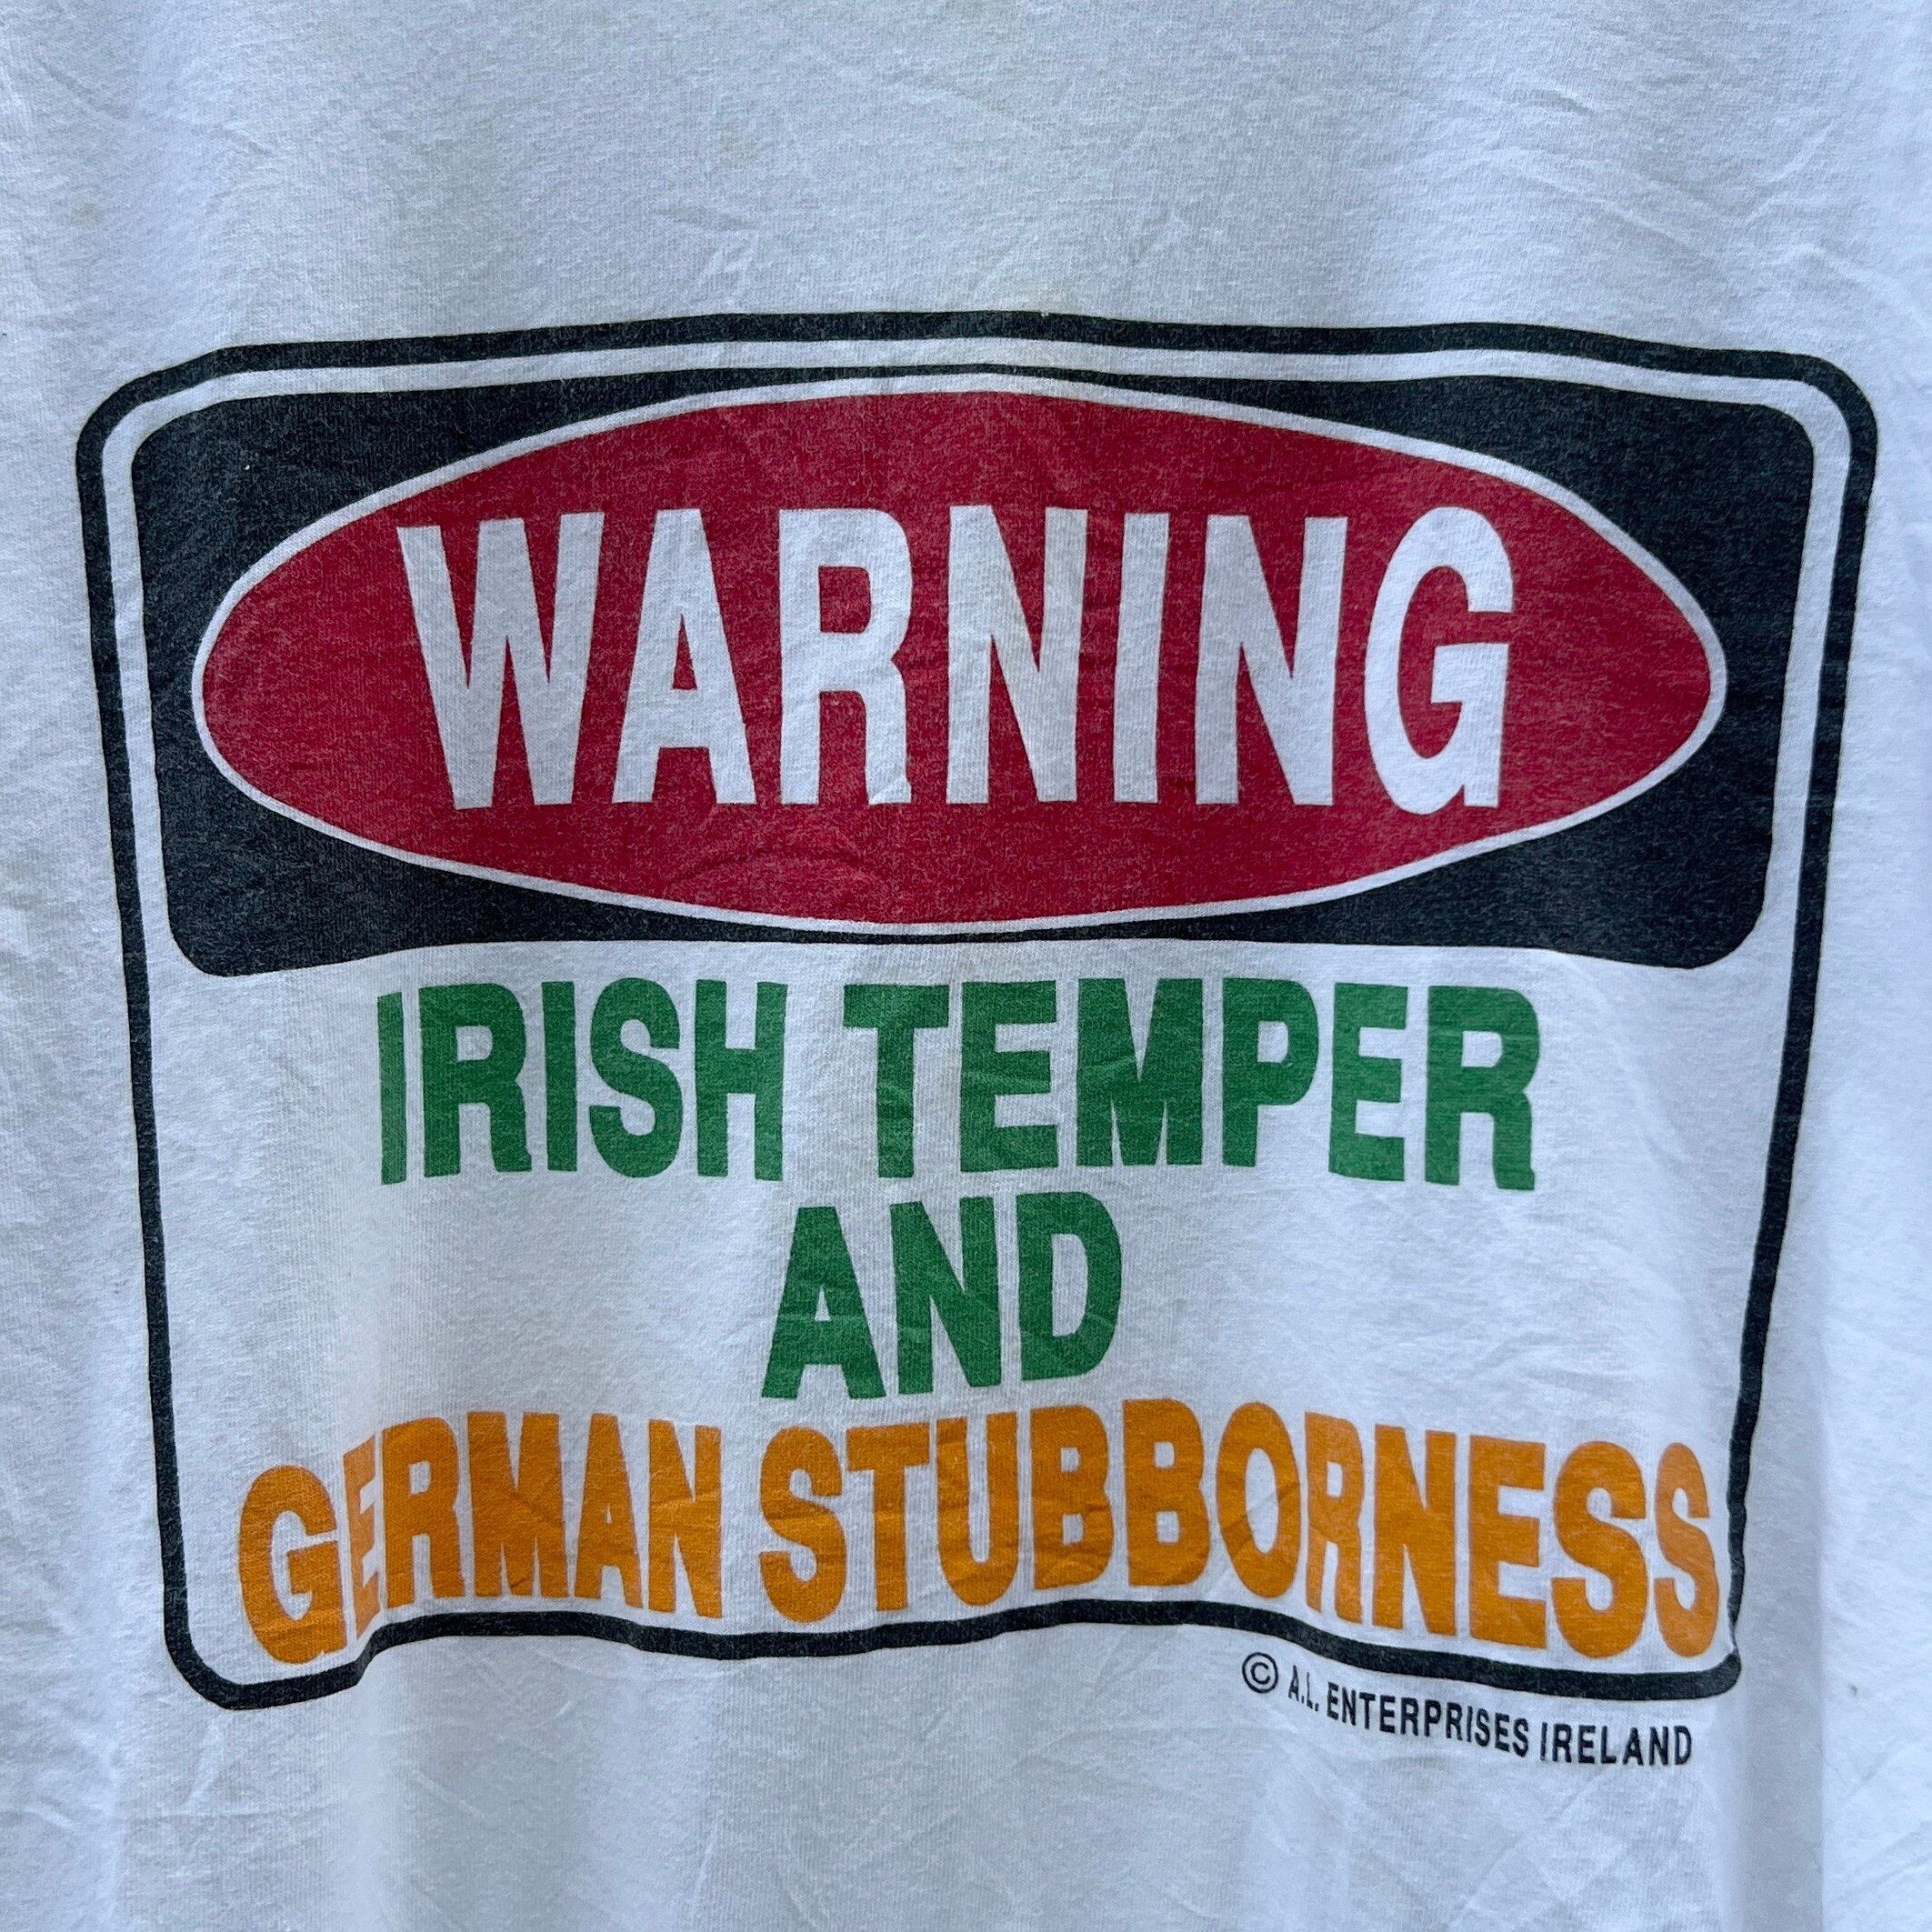 WARNING
IRISH TEMPER
AND
GERMAN STUBBORNESS
© A.L. ENTERPRISES IRELAND